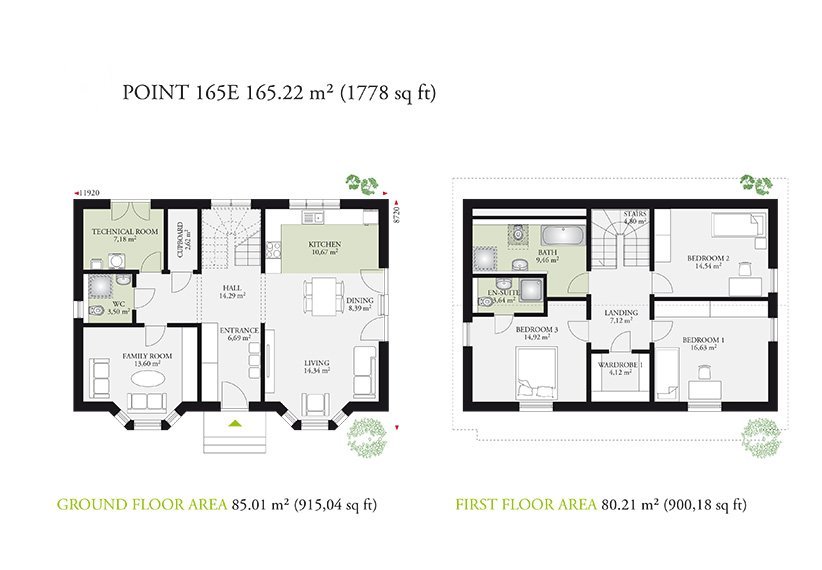 POINT 165E 165.22 m² (1778 sq ft)
11920
8720
TECHNICAL ROOM
7,18 m²
CUPBOARD
2,62 m²
KITCHEN
10,67 m²
HALL
14,29 m²
WC
3,50 m²
DINING
8,39 m²
ENTRANCE
6,69 m²
FAMILY ROOM
13,60 m²
LIVING
14,34 m²
STAIRS
4,80 m²
BATH
9,46 m²
BEDROOM 2
14,54 m²
EN-SUITE
3,64 m²
LANDING
7,12 m²
BEDROOM 3
14,92 m²
BEDROOM 1
16,63 m²
WARDROBE 1
4,12 m²
GROUND FLOOR AREA 85.01 m² (915,04 sq ft)
FIRST FLOOR AREA 80.21 m² (900,18 sq ft)